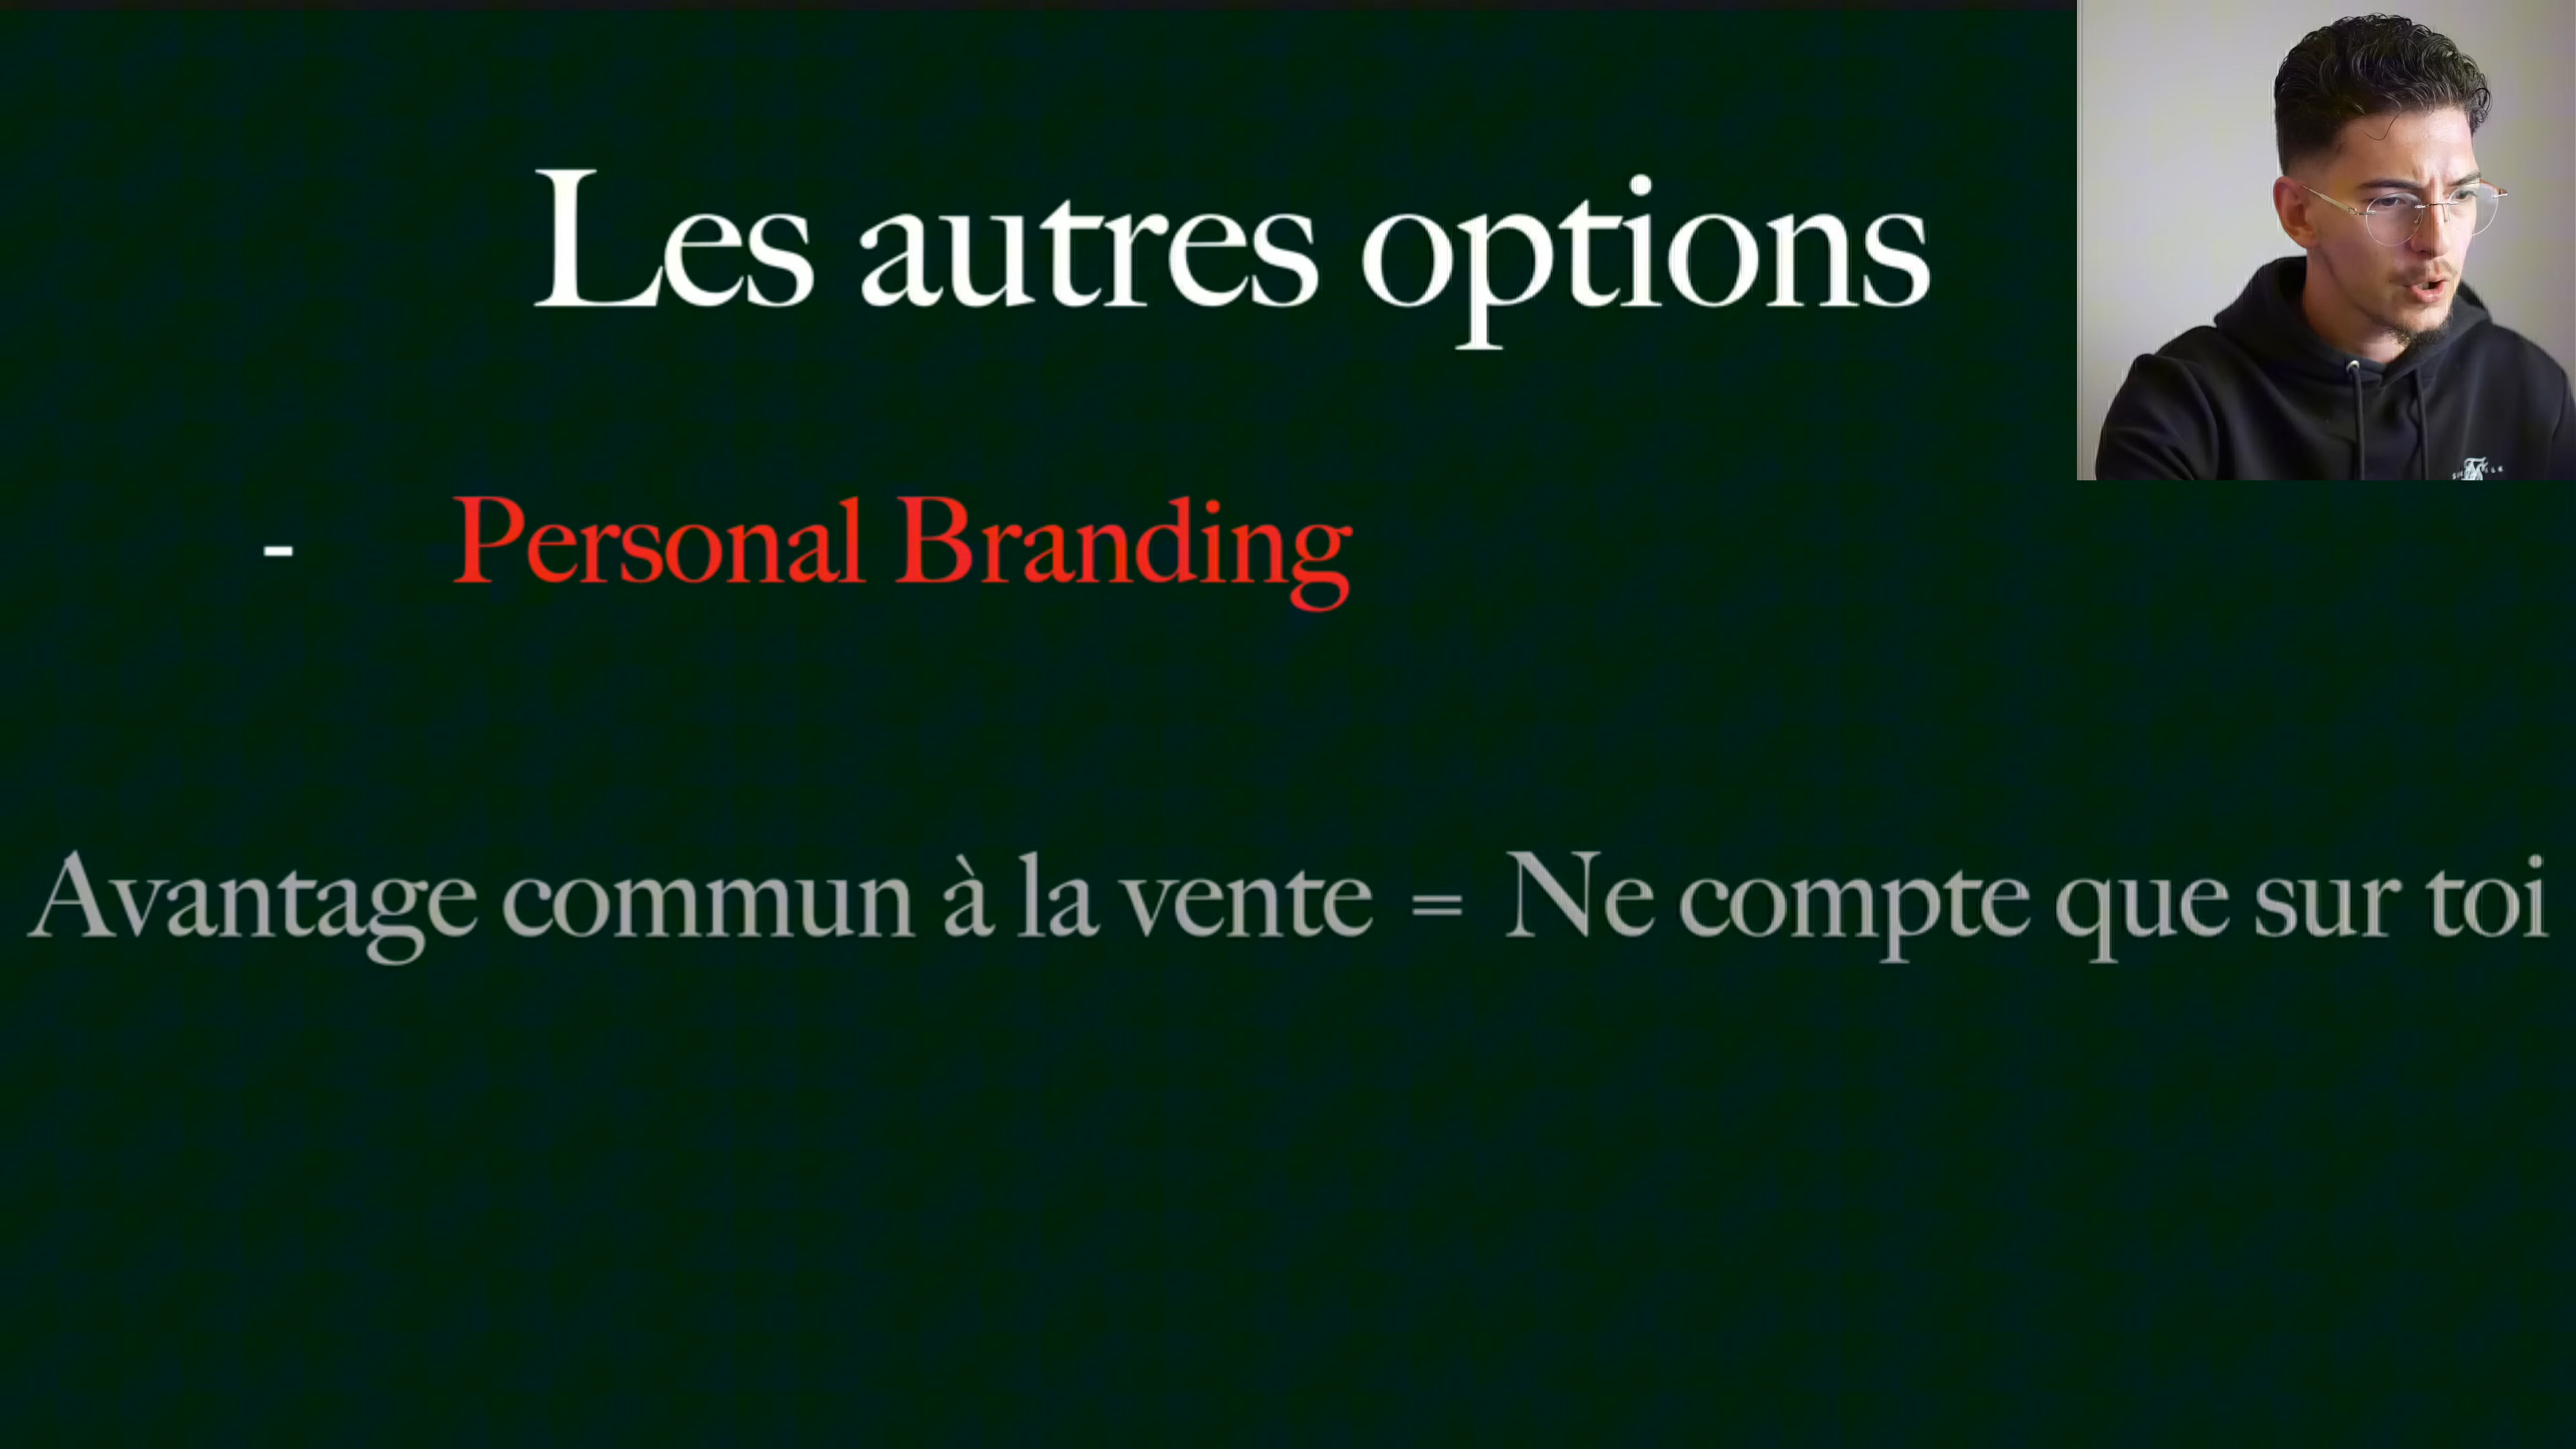 Les autres options
- Personal Branding
Avantage commun à la vente = Ne compte que sur toi